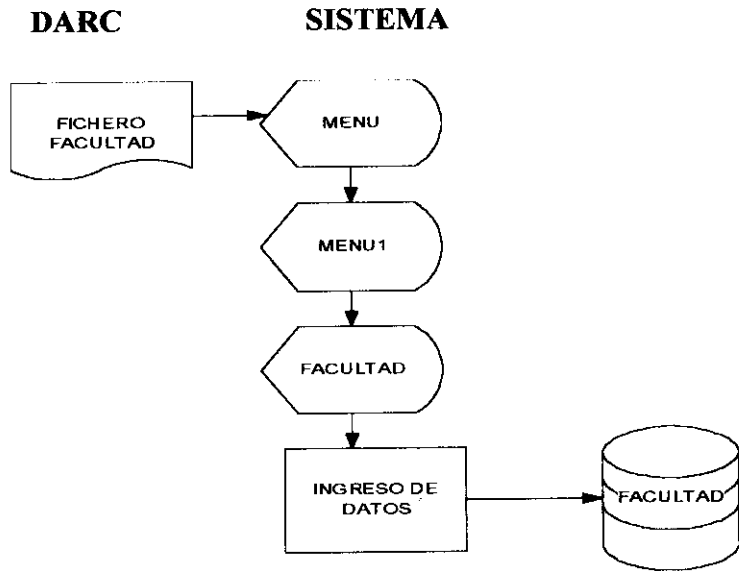 DARC
SISTEMA
FICHERO
FACULTAD
MENU
MENU1
FACULTAD
INGRESO DE
DATOS
FACULTAD